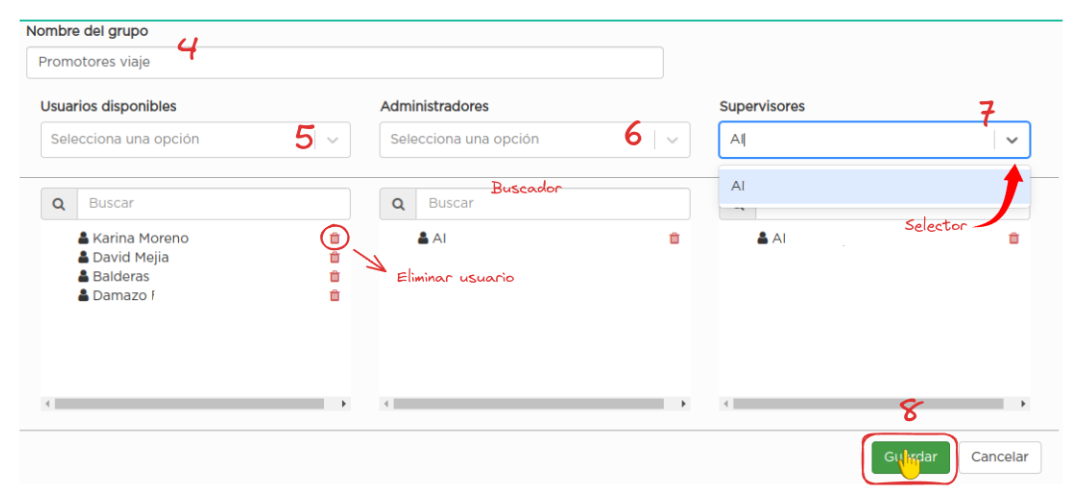 Nombre del grupo
4
Promotores viaje
Usuarios disponibles
Administradores
Supervisores
7
Selecciona una opción
5
Selecciona una opción
6
Al
Al
Buscar
Buscador
Buscar
Selector
Karina Moreno
Al
Al
David Mejia
Balderas
Eliminar usuario
Damazo
8
Guardar
Cancelar